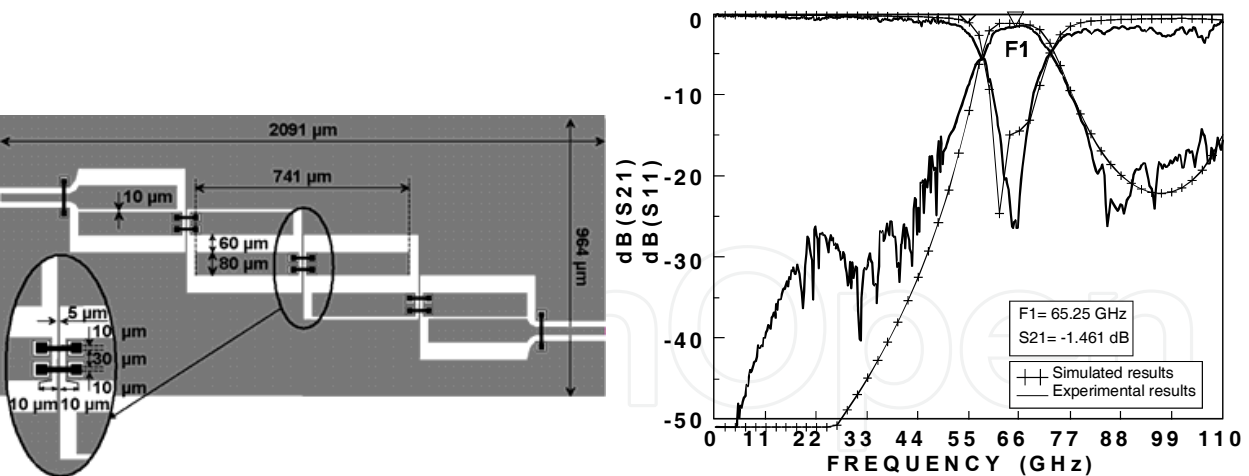 2091 µm
741 µm
10 µm
60 µm
80 µm
964 µm
5 µm
10 µm
30 µm
10 µm
10 µm 10 µm
dB(S21)
dB(S11)
0
-10
-20
-30
-40
-50
F1
F1= 65.25 GHz
S21= -1.461 dB
Simulated results
Experimental results
0 11 22 33 44 55 66 77 88 99 110
FREQUENCY (GHz)